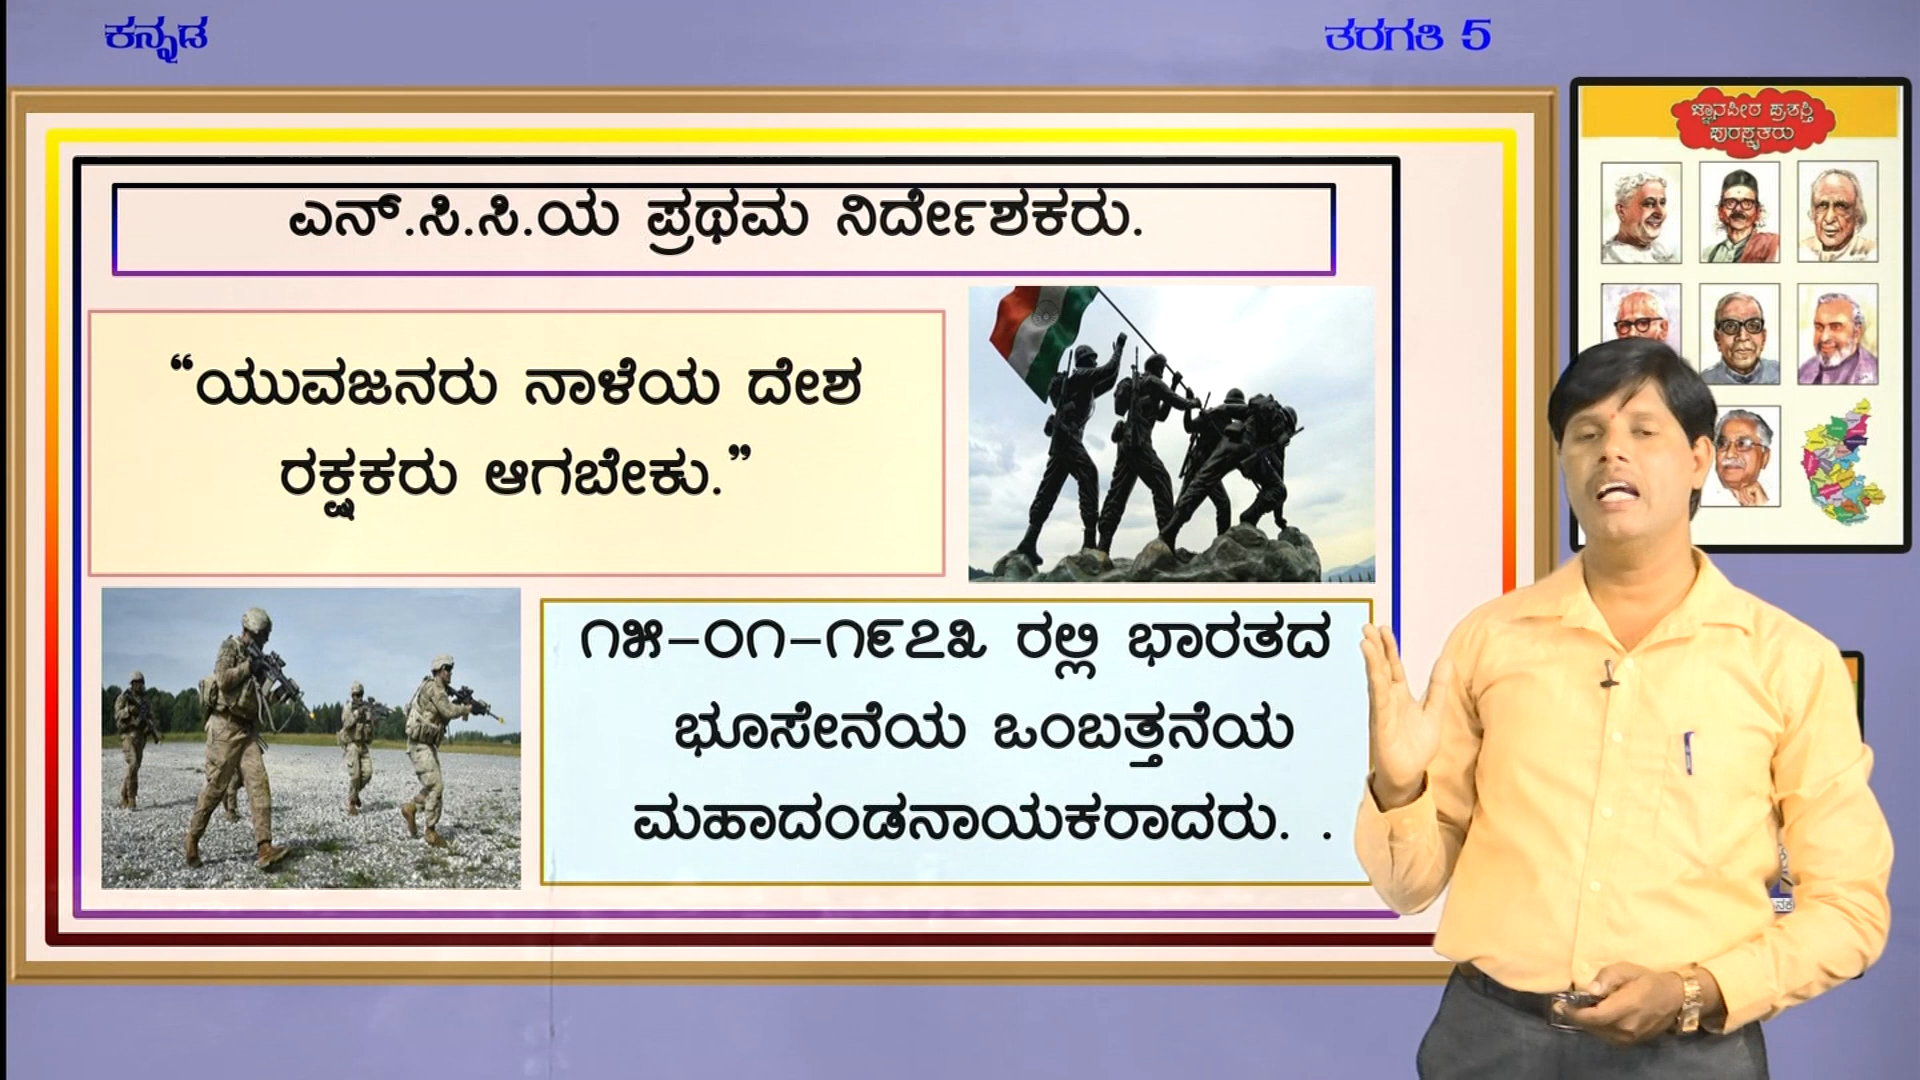 ಕನ್ನಡ
ತರಗತಿ 5
ಜ್ಞಾನಪೀಠ ಪ್ರಶಸ್ತಿ
ಪುರಸ್ಕೃತರು
ಎನ್.ಸಿ.ಸಿ.ಯ ಪ್ರಥಮ ನಿರ್ದೇಶಕರು.
“ಯುವಜನರು ನಾಳೆಯ ದೇಶ
ರಕ್ಷಕರು ಆಗಬೇಕು.”
೧೫–೦೧–೧೯೭೩ ರಲ್ಲಿ ಭಾರತದ
ಭೂಸೇನೆಯ ಒಂಬತ್ತನೆಯ
ಮಹಾದಂಡನಾಯಕರಾದರು. .